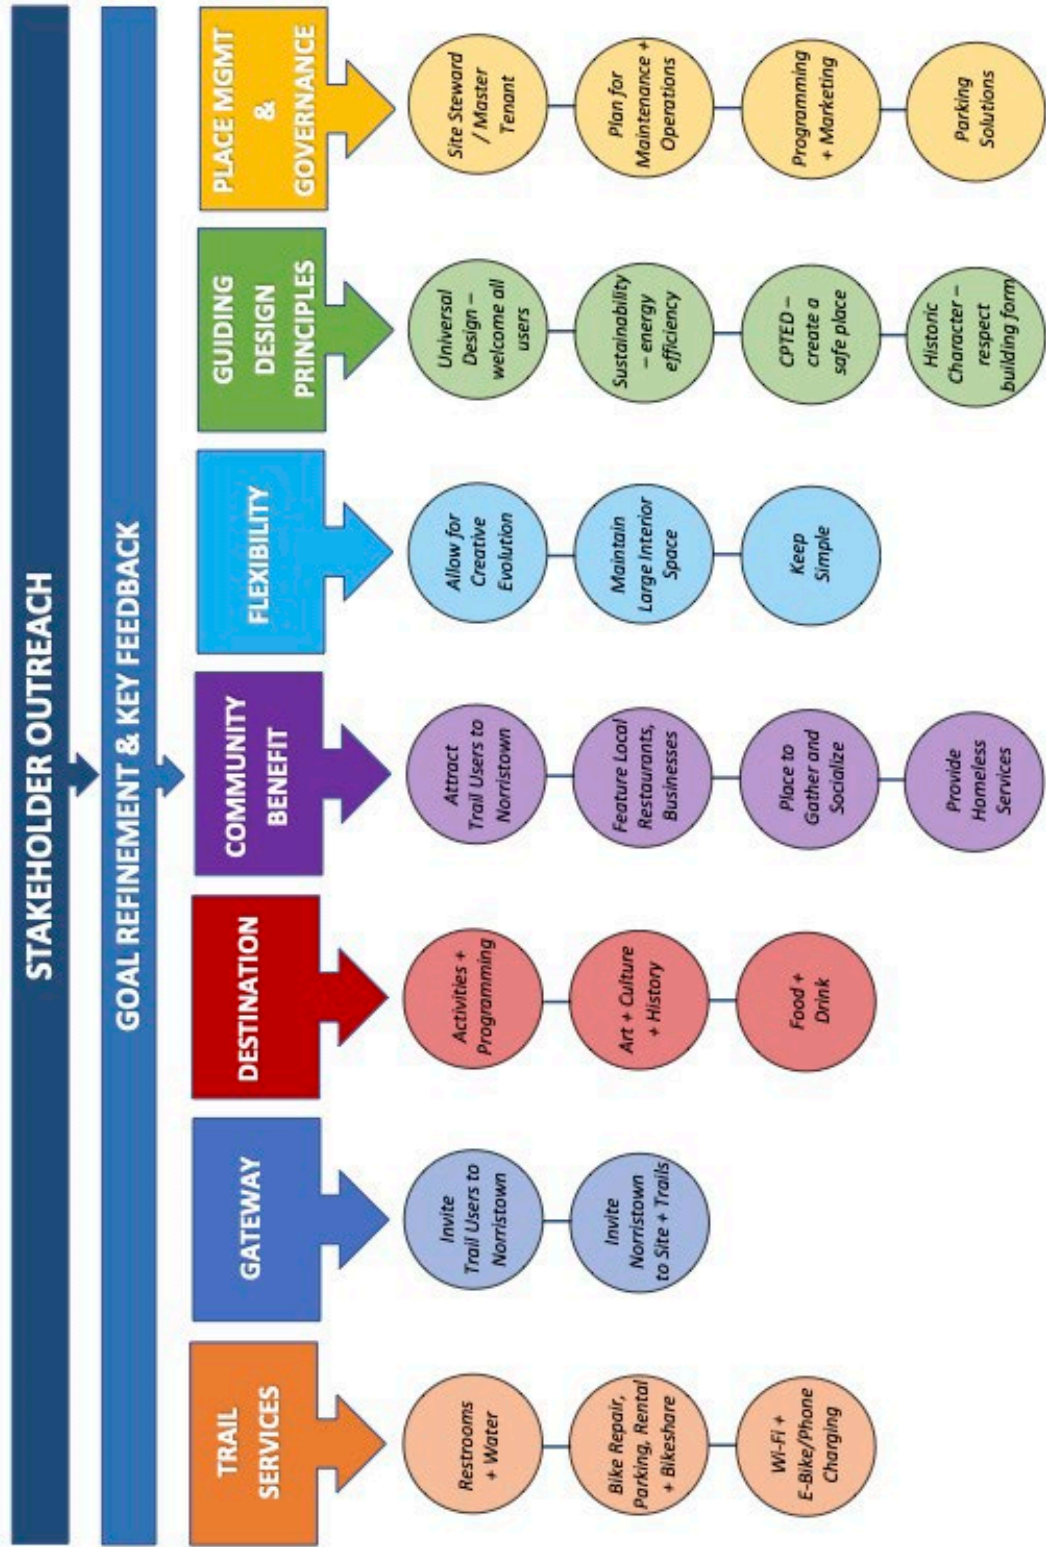 STAKEHOLDER OUTREACH
GOAL REFINEMENT & KEY FEEDBACK
TRAIL
SERVICES
Restrooms
+ Water
Bike Repair,
Parking, Rental
+ Bikeshare
Wi-Fi +
E-Bike/Phone
Charging
GATEWAY
Invite
Trail Users to
Norristown
Invite
Norristown
to Site + Trails
DESTINATION
Activities +
Programming
Art + Culture
+ History
Food +
Drink
COMMUNITY
BENEFIT
Attract
Trail Users to
Norristown
Feature Local
Restaurants,
Businesses
Place to
Gather and
Socialize
Provide
Homeless
Services
FLEXIBILITY
Allow for
Creative
Evolution
Maintain
Large Interior
Space
Keep
Simple
GUIDING
DESIGN
PRINCIPLES
Universal
Design –
welcome all
users
Sustainability
– energy
efficiency
CPTED –
create a
safe place
Historic
Character –
respect
building form
PLACE MGMT
&
GOVERNANCE
Site Steward
/ Master
Tenant
Plan for
Maintenance +
Operations
Programming
+ Marketing
Parking
Solutions